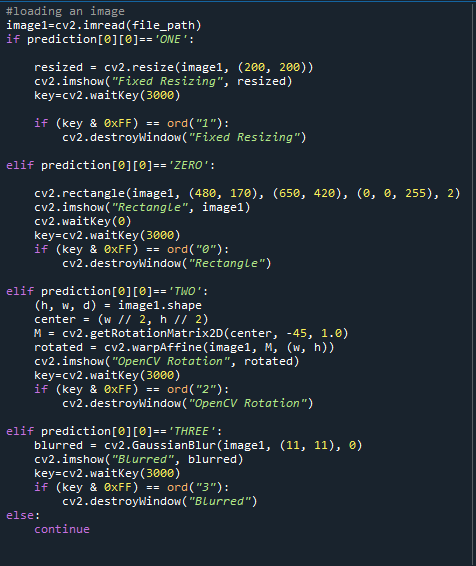 #loading an image
image1=cv2.imread(file_path)
if prediction[0][0]=='ONE':
resized = cv2.resize(image1, (200, 200))
cv2.imshow("Fixed Resizing", resized)
key=cv2.waitKey(3000)
if (key & 0xFF) == ord("1"):
cv2.destroyWindow("Fixed Resizing")
elif prediction[0][0]=='ZERO':
cv2.rectangle(image1, (480, 170), (650, 420), (0, 0, 255), 2)
cv2.imshow("Rectangle", image1)
cv2.waitKey(0)
key=cv2.waitKey(3000)
if (key & 0xFF) == ord("0"):
cv2.destroyWindow("Rectangle")
elif prediction[0][0]=='TWO':
(h, w, d) = image1.shape
center = (w // 2, h // 2)
M = cv2.getRotationMatrix2D(center, -45, 1.0)
rotated = cv2.warpAffine(image1, M, (w, h))
cv2.imshow("OpenCV Rotation", rotated)
key=cv2.waitKey(3000)
if (key & 0xFF) == ord("2"):
cv2.destroyWindow("OpenCV Rotation")
elif prediction[0][0]=='THREE':
blurred = cv2.GaussianBlur(image1, (11, 11), 0)
cv2.imshow("Blurred", blurred)
key=cv2.waitKey(3000)
if (key & 0xFF) == ord("3"):
cv2.destroyWindow("Blurred")
else:
continue